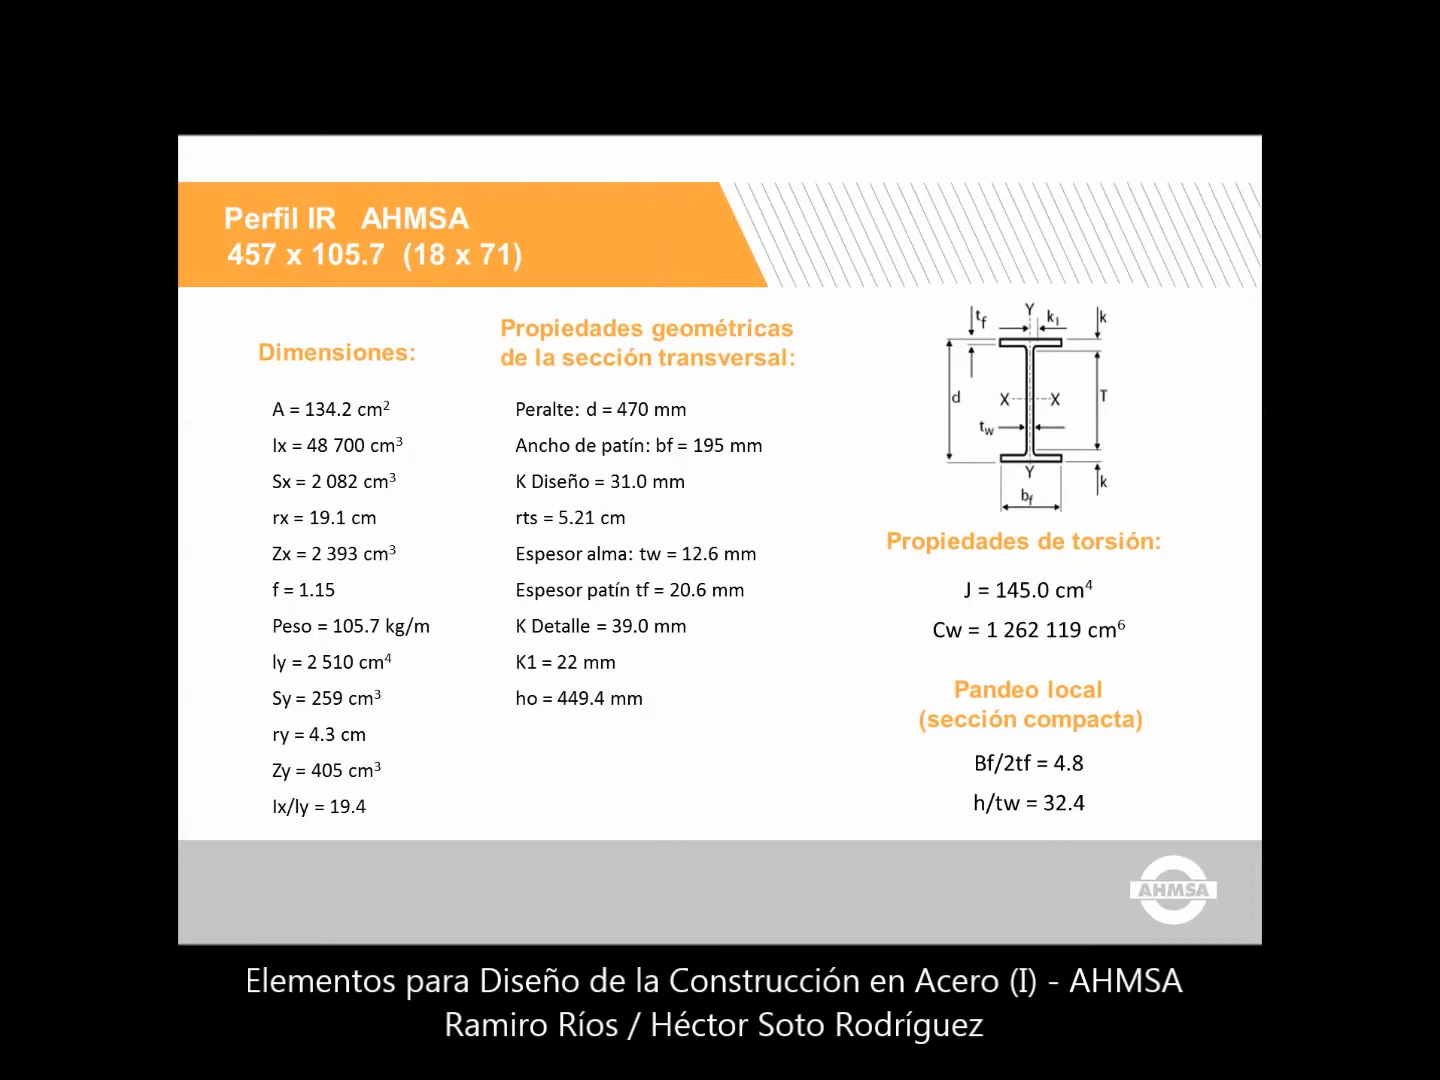 Perfil IR AHMSA
457 x 105.7 (18 x 71)
Dimensiones:
A = 134.2 cm²
Ix = 48 700 cm³
Sx = 2 082 cm³
rx = 19.1 cm
Zx = 2 393 cm³
f = 1.15
Peso = 105.7 kg/m
Iy = 2 510 cm⁴
Sy = 259 cm³
ry = 4.3 cm
Zy = 405 cm³
Ix/Iy = 19.4
Propiedades geométricas
de la sección transversal:
Peralte: d = 470 mm
Ancho de patín: bf = 195 mm
K Diseño = 31.0 mm
rts = 5.21 cm
Espesor alma: tw = 12.6 mm
Espesor patín tf = 20.6 mm
K Detalle = 39.0 mm
K1 = 22 mm
ho = 449.4 mm
tf Y k1 k
d X X T
tw
Y k
bf
Propiedades de torsión:
J = 145.0 cm⁴
Cw = 1 262 119 cm⁶
Pandeo local
(sección compacta)
Bf/2tf = 4.8
h/tw = 32.4
AHMSA
Elementos para Diseño de la Construcción en Acero (I) - AHMSA
Ramiro Ríos / Héctor Soto Rodríguez